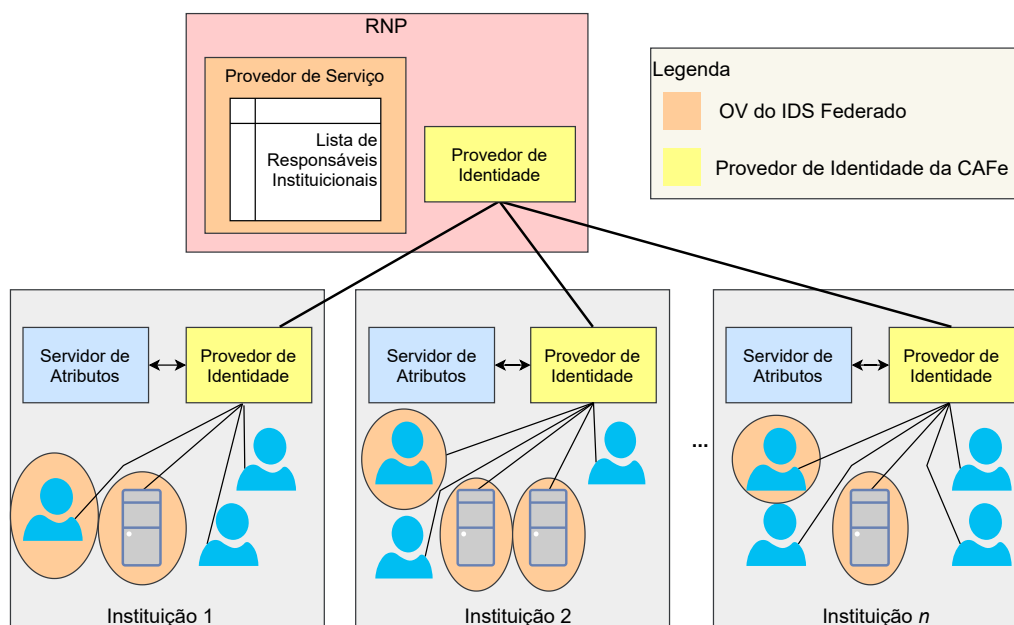 RNP
Provedor de Serviço
Lista de
Responsáveis
Instituicionais
Provedor de
Identidade
Legenda
OV do IDS Federado
Provedor de Identidade da CAFe
Servidor de
Atributos
Provedor de
Identidade
Instituição 1
Servidor de
Atributos
Provedor de
Identidade
Instituição 2
...
Servidor de
Atributos
Provedor de
Identidade
Instituição n